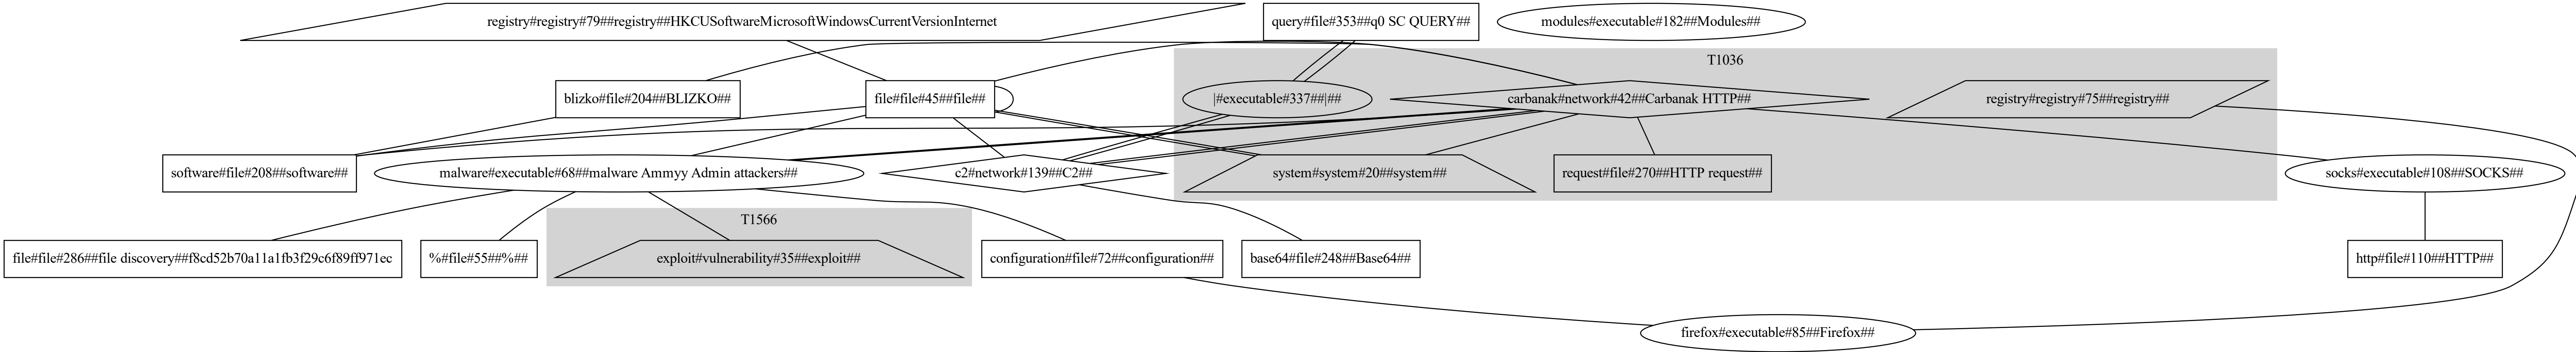 registry#registry#79##registry##HKCUSoftwareMicrosoftWindowsCurrentVersionInternet
query#file#353##q0 SC QUERY##
modules#executable#182##Modules##
T1036
blizko#file#204##BLIZKO##
file#file#45##file##
|#executable#337##|##
carbanak#network#42##Carbanak HTTP##
registry#registry#75##registry##
software#file#208##software##
malware#executable#68##malware Ammyy Admin attackers##
c2#network#139##C2##
system#system#20##system##
request#file#270##HTTP request##
socks#executable#108##SOCKS##
T1566
file#file#286##file discovery##f8cd52b70a11a1fb3f29c6f89ff971ec
%#file#55##%##
exploit#vulnerability#35##exploit##
configuration#file#72##configuration##
base64#file#248##Base64##
http#file#110##HTTP##
firefox#executable#85##Firefox##